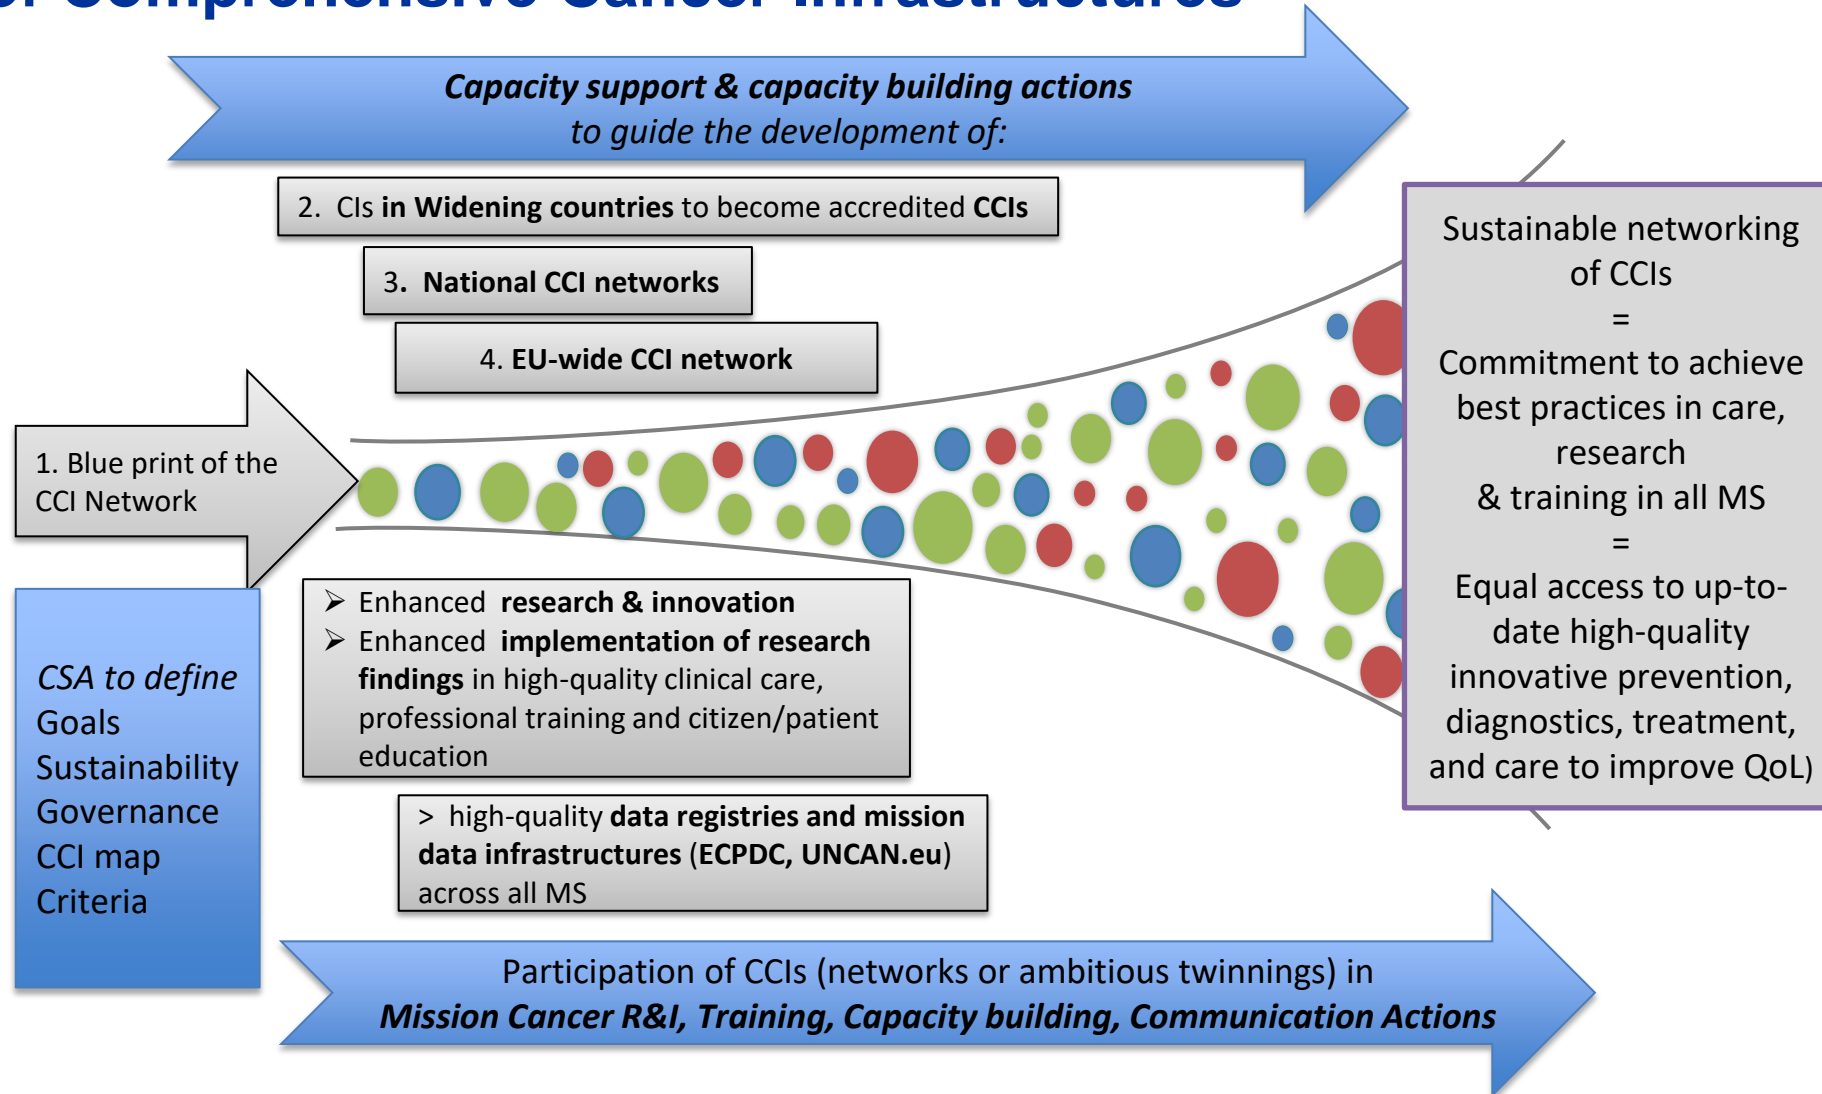 Comprehensive Cancer Infrastructures
Capacity support & capacity building actions
to guide the development of:
2. CIs in Widening countries to become accredited CCIs
3. National CCI networks
4. EU-wide CCI network
1. Blue print of the
CCI Network
CSA to define
Goals
Sustainability
Governance
CCI map
Criteria
➢ Enhanced research & innovation
➢ Enhanced implementation of research
findings in high-quality clinical care,
professional training and citizen/patient
education
> high-quality data registries and mission
data infrastructures (ECPDC, UNCAN.eu)
across all MS
Sustainable networking
of CCIs
=
Commitment to achieve
best practices in care,
research
& training in all MS
=
Equal access to up-to-
date high-quality
innovative prevention,
diagnostics, treatment,
and care to improve QoL)
Participation of CCIs (networks or ambitious twinnings) in
Mission Cancer R&I, Training, Capacity building, Communication Actions